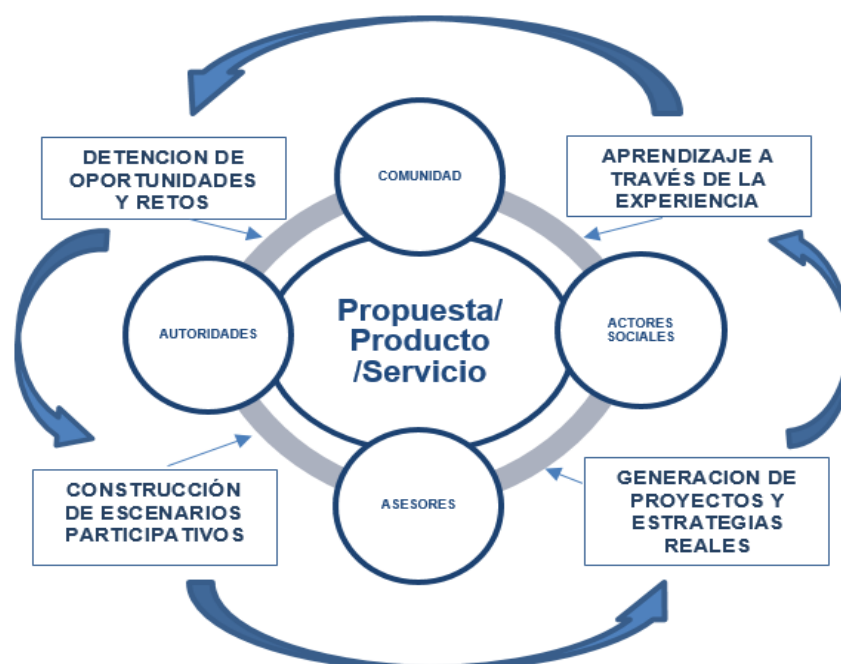 DETENCION DE
OPORTUNIDADES
Y RETOS
COMUNIDAD
APRENDIZAJE A
TRAVÉS DE LA
EXPERIENCIA
AUTORIDADES
Propuesta/
Producto
/Servicio
ACTORES
SOCIALES
CONSTRUCCIÓN
DE ESCENARIOS
PARTICIPATIVOS
ASESORES
GENERACION DE
PROYECTOS Y
ESTRATEGIAS
REALES